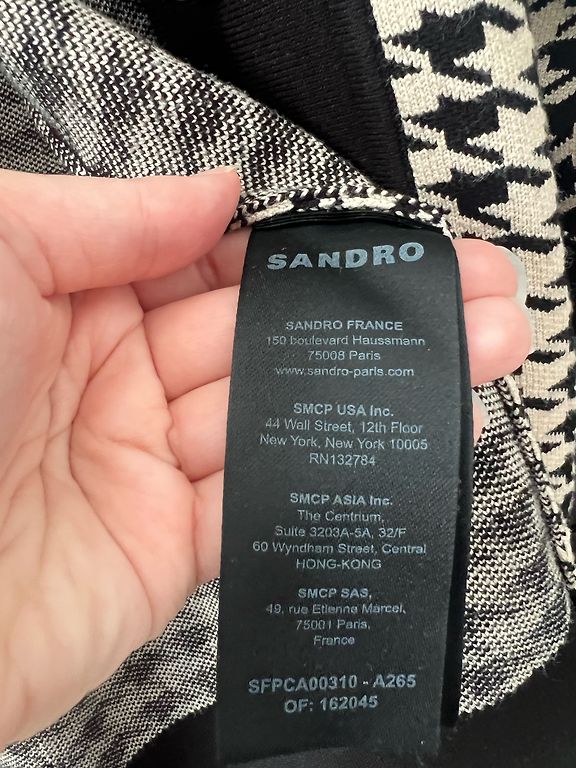 SANDRO
SANDRO FRANCE
150 boulevard Haussmann
75008 Paris
www.sandro-paris.com
SMCP USA Inc.
44 Wall Street, 12th Floor
New York, New York 10005
RN132784
SMCP ASIA Inc.
The Centrium,
Suite 3203A-5A, 32/F
60 Wyndham Street, Central
HONG-KONG
SMCP SAS,
49, rue Etienne Marcel,
75001 Paris,
France
SFPCA00310 - A265
OF: 162045